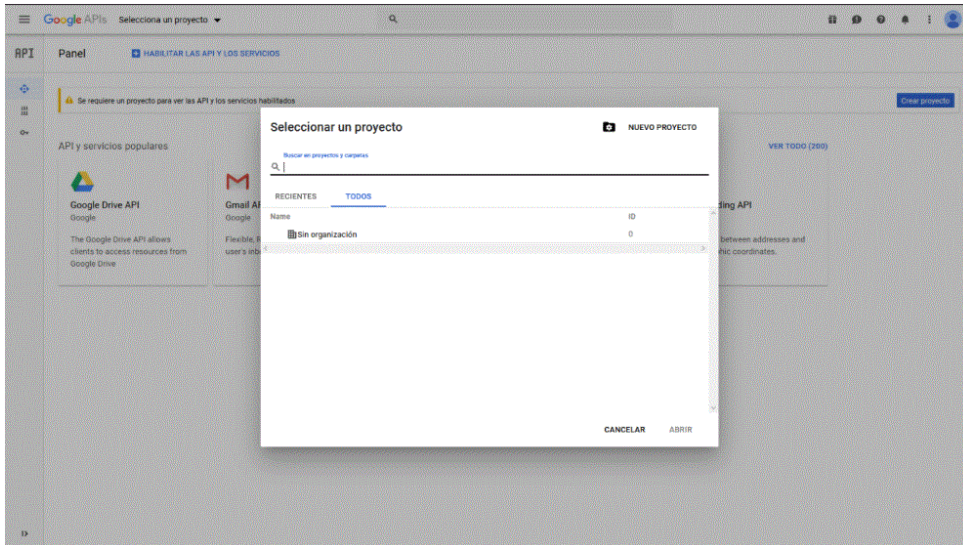 Google APIs Selecciona un proyecto
API Panel HABILITAR LAS API Y LOS SERVICIOS
Se requiere un proyecto para ver las API y los servicios habilitados
Crear proyecto
API y servicios populares
VER TODO (200)
Google Drive API
Google
The Google Drive API allows
clients to access resources from
Google Drive
Gmail AP
Google
Flexible, R
user's inb
ding API
between addresses and
hic coordinates.
Seleccionar un proyecto
NUEVO PROYECTO
Buscar en proyectos y carpetas
RECIENTES TODOS
Name ID
Sin organización 0
CANCELAR ABRIR